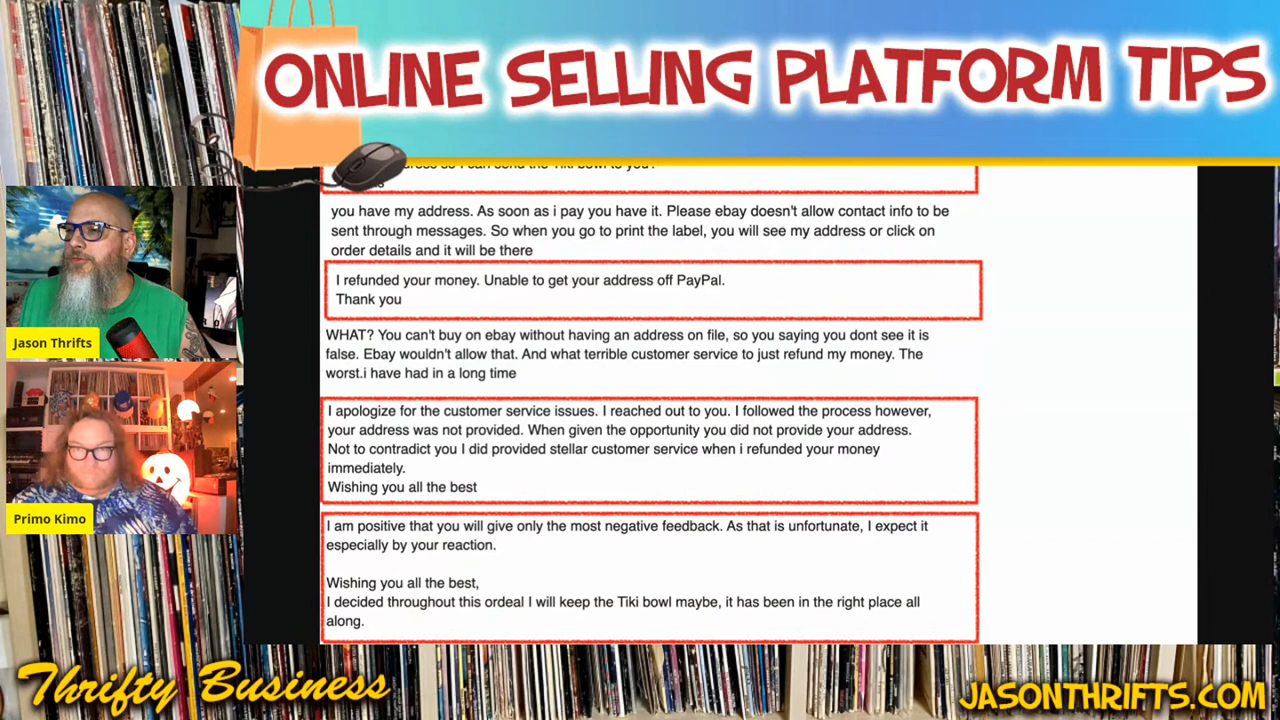 ONLINE SELLING PLATFORM TIPS
so I can send the Tiki bowl to you?
you have my address. As soon as i pay you have it. Please ebay doesn't allow contact info to be
sent through messages. So when you go to print the label, you will see my address or click on
order details and it will be there
I refunded your money. Unable to get your address off PayPal.
Thank you
WHAT? You can't buy on ebay without having an address on file, so you saying you dont see it is
false. Ebay wouldn't allow that. And what terrible customer service to just refund my money. The
worst.i have had in a long time
I apologize for the customer service issues. I reached out to you. I followed the process however,
your address was not provided. When given the opportunity you did not provide your address.
Not to contradict you I did provided stellar customer service when i refunded your money
immediately.
Wishing you all the best
I am positive that you will give only the most negative feedback. As that is unfortunate, I expect it
especially by your reaction.
Wishing you all the best,
I decided throughout this ordeal I will keep the Tiki bowl maybe, it has been in the right place all
along.
Jason Thrifts
Primo Kimo
Thrifty Business
JASONTHRIFTS.COM